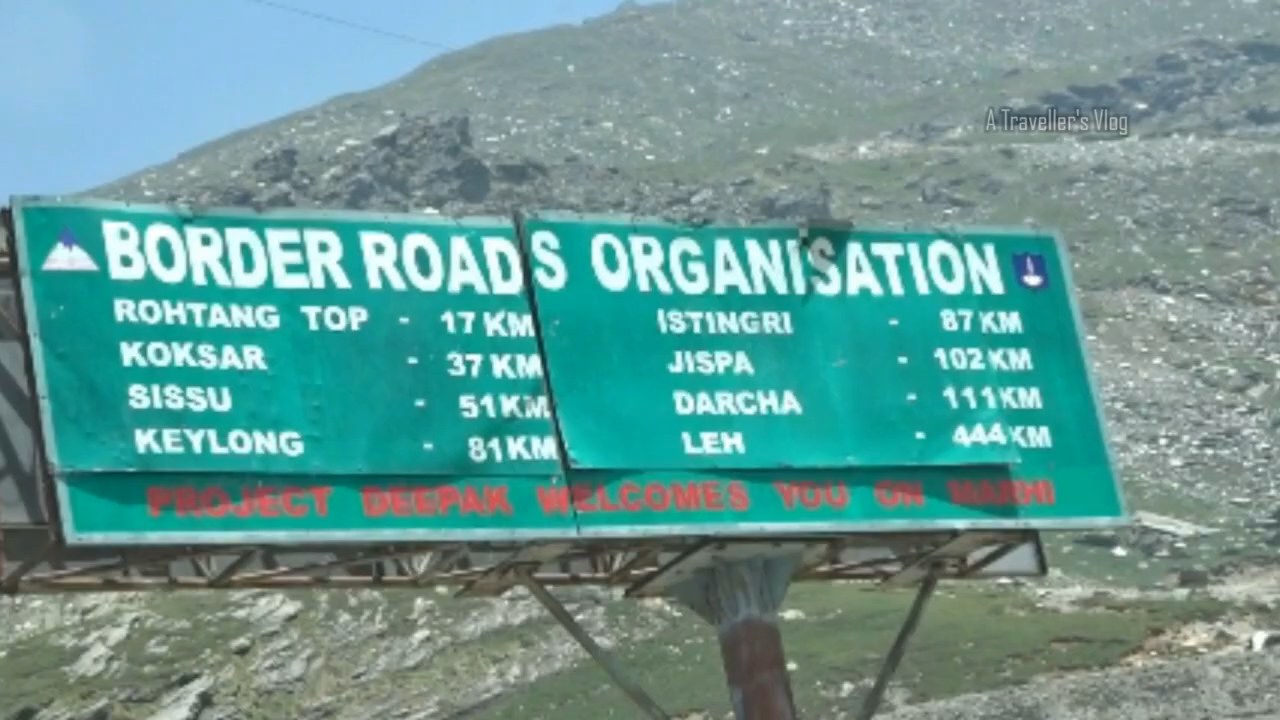 A Traveller's Vlog
BORDER ROADS ORGANISATION
ROHTANG TOP - 17 KM
KOKSAR - 37 KM
SISSU - 51 KM
KEYLONG - 81 KM
ISTINGRI - 87 KM
JISPA - 102 KM
DARCHA - 111 KM
LEH - 444 KM
PROJECT DEEPAK WELCOMES YOU ON MARHI